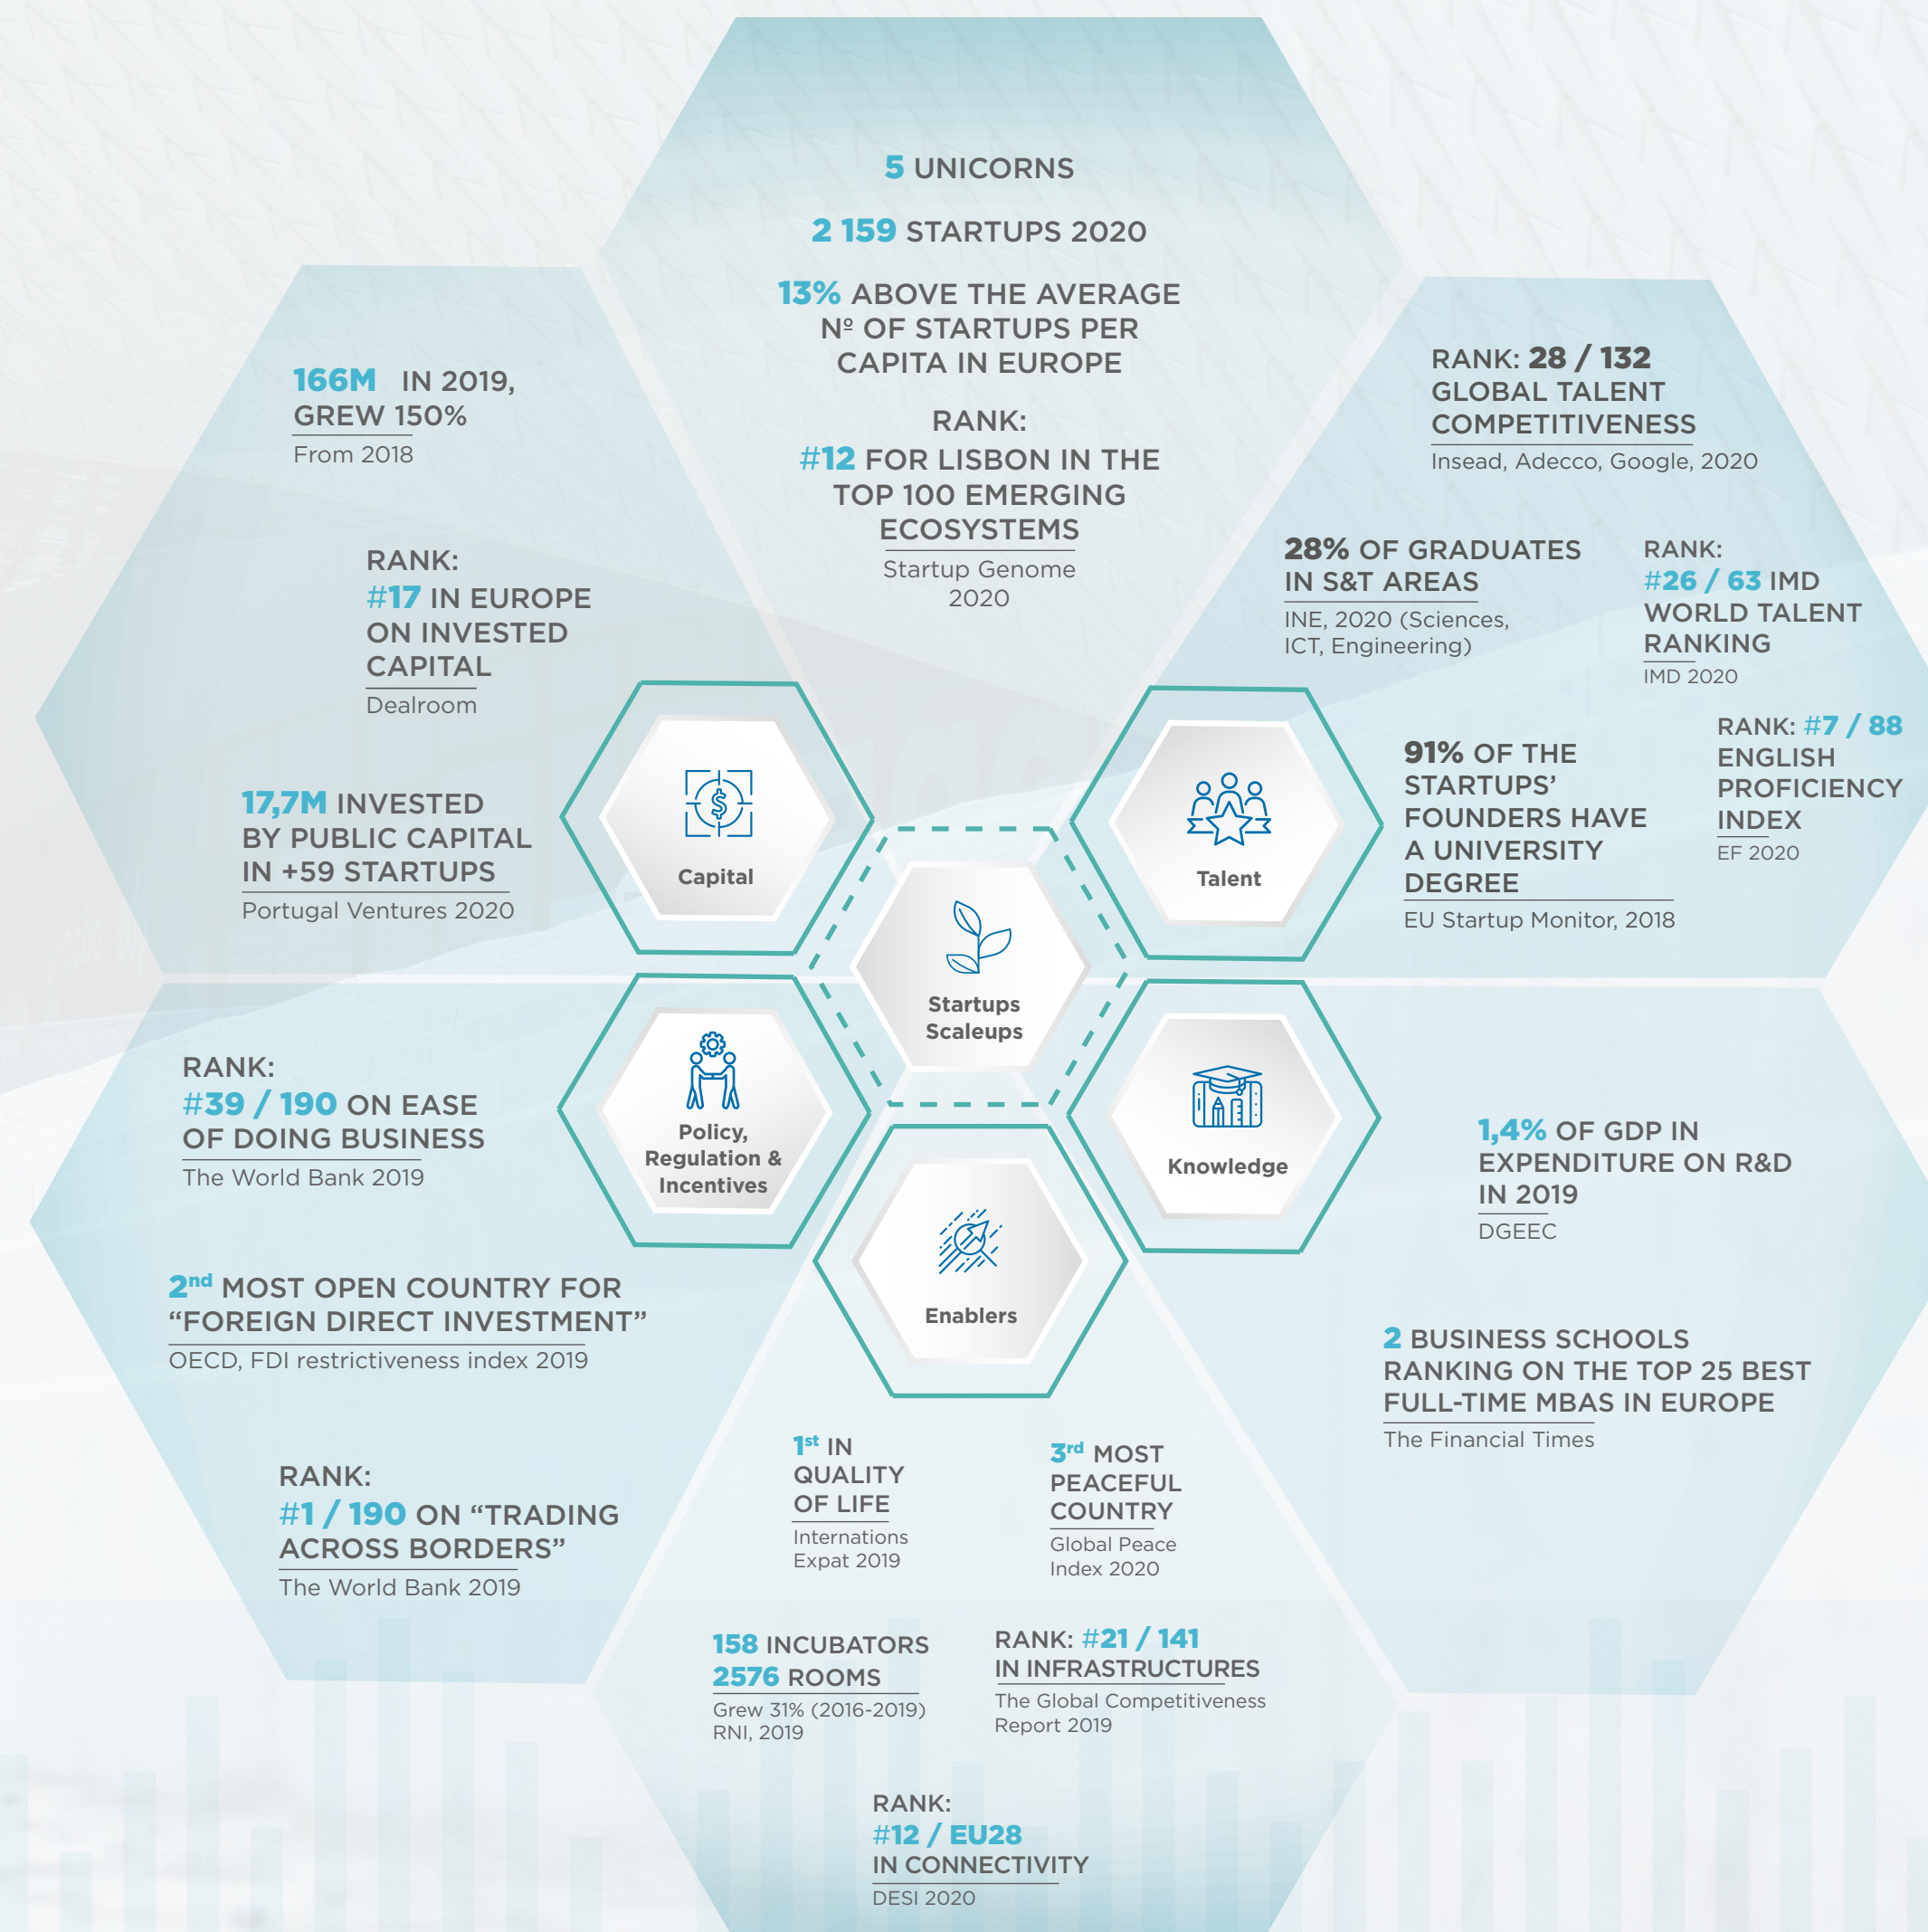 5 UNICORNS
2 159 STARTUPS 2020
13% ABOVE THE AVERAGE
Nº OF STARTUPS PER
CAPITA IN EUROPE
RANK:
#12 FOR LISBON IN THE
TOP 100 EMERGING
ECOSYSTEMS
Startup Genome
2020
166M IN 2019,
GREW 150%
From 2018
RANK:
#17 IN EUROPE
ON INVESTED
CAPITAL
Dealroom
17,7M INVESTED
BY PUBLIC CAPITAL
IN +59 STARTUPS
Portugal Ventures 2020
Capital
RANK: 28 / 132
GLOBAL TALENT
COMPETITIVENESS
Insead, Adecco, Google, 2020
28% OF GRADUATES
IN S&T AREAS
INE, 2020 (Sciences,
ICT, Engineering)
RANK:
#26 / 63 IMD
WORLD TALENT
RANKING
IMD 2020
91% OF THE
STARTUPS'
FOUNDERS HAVE
A UNIVERSITY
DEGREE
EU Startup Monitor, 2018
RANK: #7 / 88
ENGLISH
PROFICIENCY
INDEX
EF 2020
Talent
Startups
Scaleups
RANK:
#39 / 190 ON EASE
OF DOING BUSINESS
The World Bank 2019
2nd MOST OPEN COUNTRY FOR
“FOREIGN DIRECT INVESTMENT”
OECD, FDI restrictiveness index 2019
RANK:
#1 / 190 ON “TRADING
ACROSS BORDERS”
The World Bank 2019
Policy,
Regulation &
Incentives
Knowledge
1,4% OF GDP IN
EXPENDITURE ON R&D
IN 2019
DGEEC
2 BUSINESS SCHOOLS
RANKING ON THE TOP 25 BEST
FULL-TIME MBAS IN EUROPE
The Financial Times
Enablers
1st IN
QUALITY
OF LIFE
Internations
Expat 2019
3rd MOST
PEACEFUL
COUNTRY
Global Peace
Index 2020
158 INCUBATORS
2576 ROOMS
Grew 31% (2016-2019)
RNI, 2019
RANK: #21 / 141
IN INFRASTRUCTURES
The Global Competitiveness
Report 2019
RANK:
#12 / EU28
IN CONNECTIVITY
DESI 2020